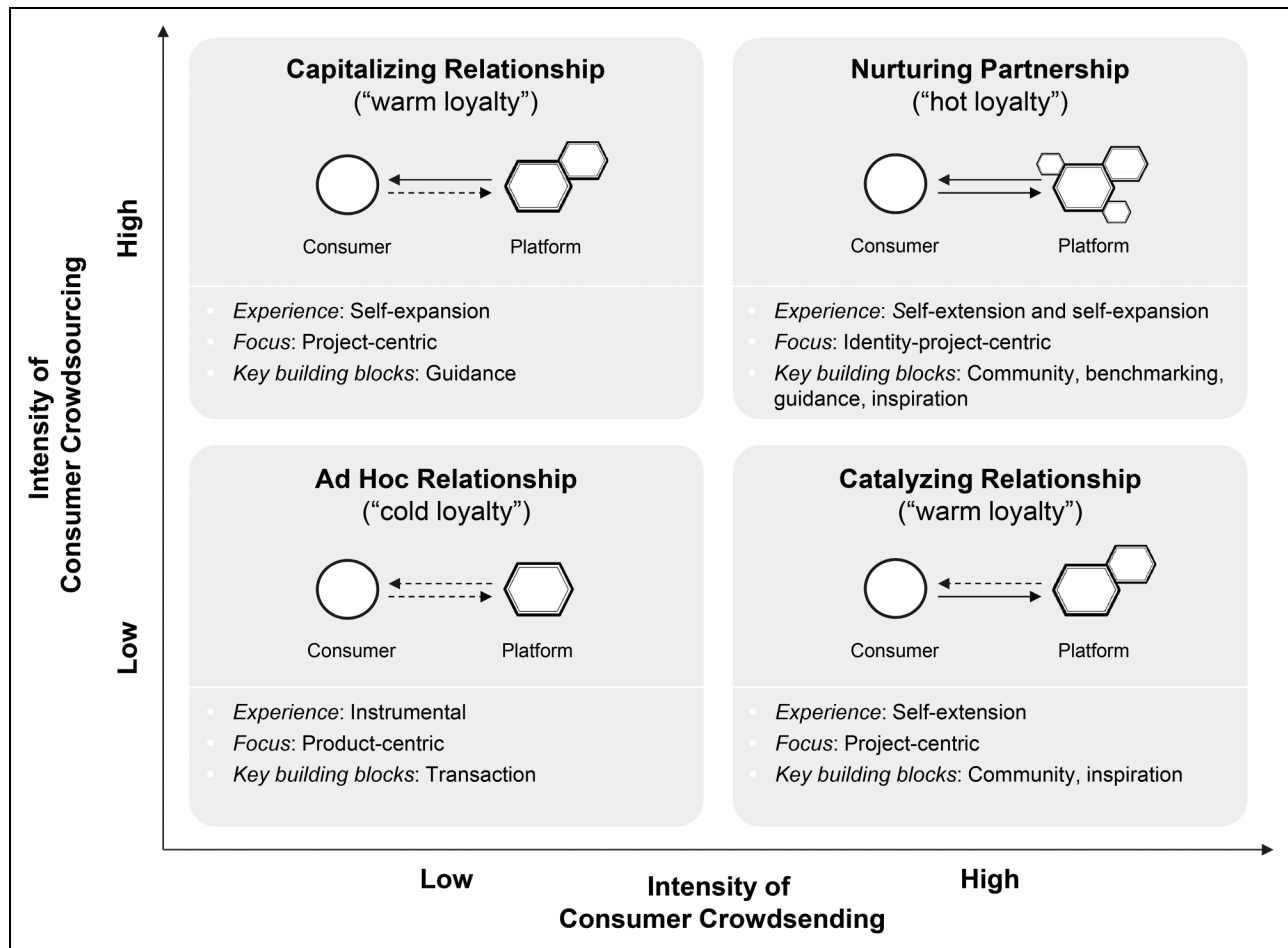 Intensity of
Consumer Crowdsourcing
High
Low
Capitalizing Relationship
(“warm loyalty”)
Consumer
Platform
Experience: Self-expansion
Focus: Project-centric
Key building blocks: Guidance
Nurturing Partnership
(“hot loyalty”)
Consumer
Platform
Experience: Self-extension and self-expansion
Focus: Identity-project-centric
Key building blocks: Community, benchmarking,
guidance, inspiration
Ad Hoc Relationship
(“cold loyalty”)
Consumer
Platform
Experience: Instrumental
Focus: Product-centric
Key building blocks: Transaction
Catalyzing Relationship
(“warm loyalty”)
Consumer
Platform
Experience: Self-extension
Focus: Project-centric
Key building blocks: Community, inspiration
Low
High
Intensity of
Consumer Crowdsending